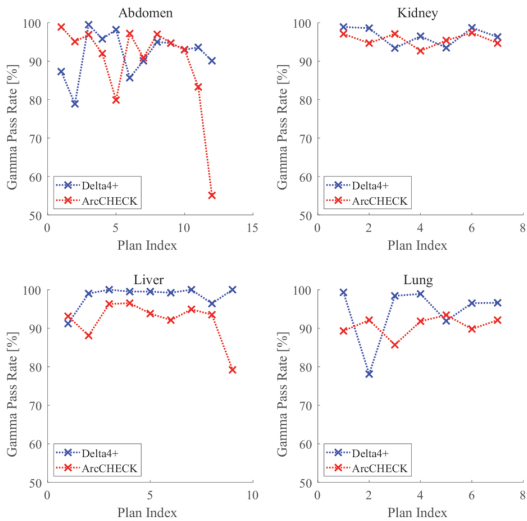 Abdomen
Gamma Pass Rate [%]
100
90
80
70
60
50
0
5
10
15
Plan Index
Delta4+
ArcCHECK
Kidney
Gamma Pass Rate [%]
100
90
80
70
60
50
0
2
4
6
8
Plan Index
Delta4+
ArcCHECK
Liver
Gamma Pass Rate [%]
100
90
80
70
60
50
0
5
10
Plan Index
Delta4+
ArcCHECK
Lung
Gamma Pass Rate [%]
100
90
80
70
60
50
0
2
4
6
8
Plan Index
Delta4+
ArcCHECK